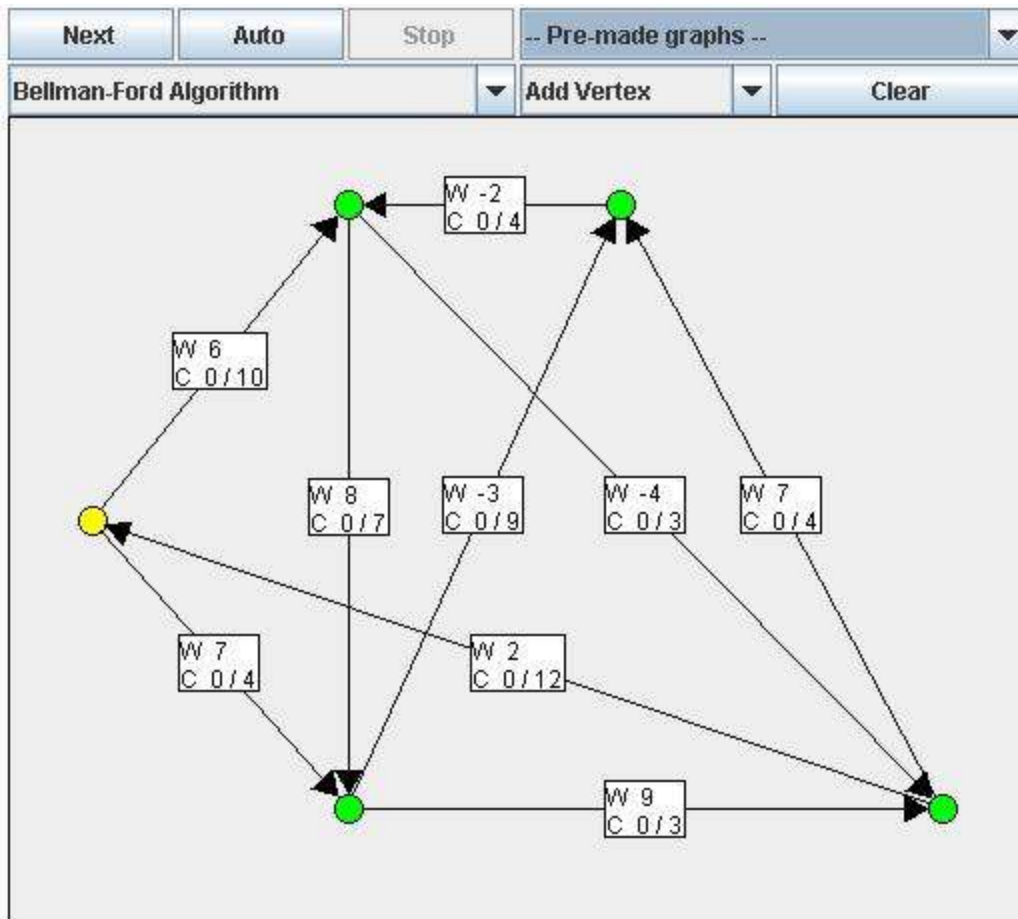 Next Auto Stop -- Pre-made graphs --
Bellman-Ford Algorithm Add Vertex Clear
W -2
C 0/4
W 6
C 0/10
W 8
C 0/7
W -3
C 0/9
W -4
C 0/3
W 7
C 0/4
W 7
C 0/4
W 2
C 0/12
W 9
C 0/3